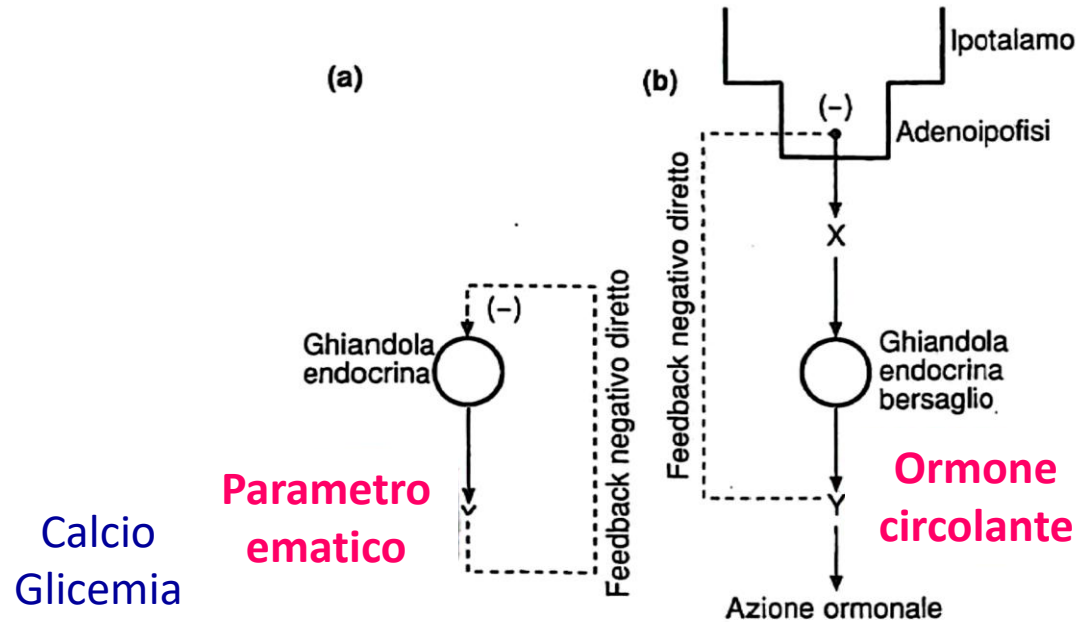 (a)
(-)
Ghiandola
endocrina
Feedback negativo diretto
Parametro
ematico
Calcio
Glicemia
(b)
Ipotalamo
(-)
Adenoipofisi
X
Feedback negativo diretto
Ghiandola
endocrina
bersaglio
Y
Ormone
circolante
Azione ormonale